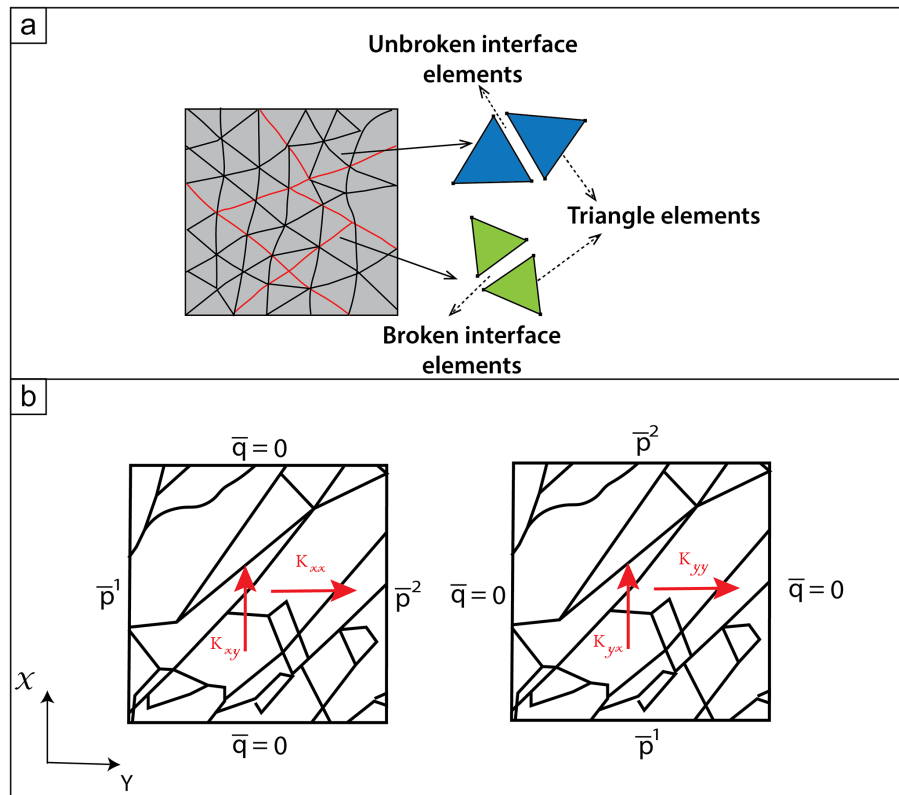 a
Unbroken interface
elements
Triangle elements
Broken interface
elements
b
q̅ = 0
p̅²
p̅¹
K𝓍𝓍
K𝓍𝓎
p̅²
q̅ = 0
K𝓎𝓎
K𝓎𝓍
q̅ = 0
𝒳
Y
q̅ = 0
p̅¹